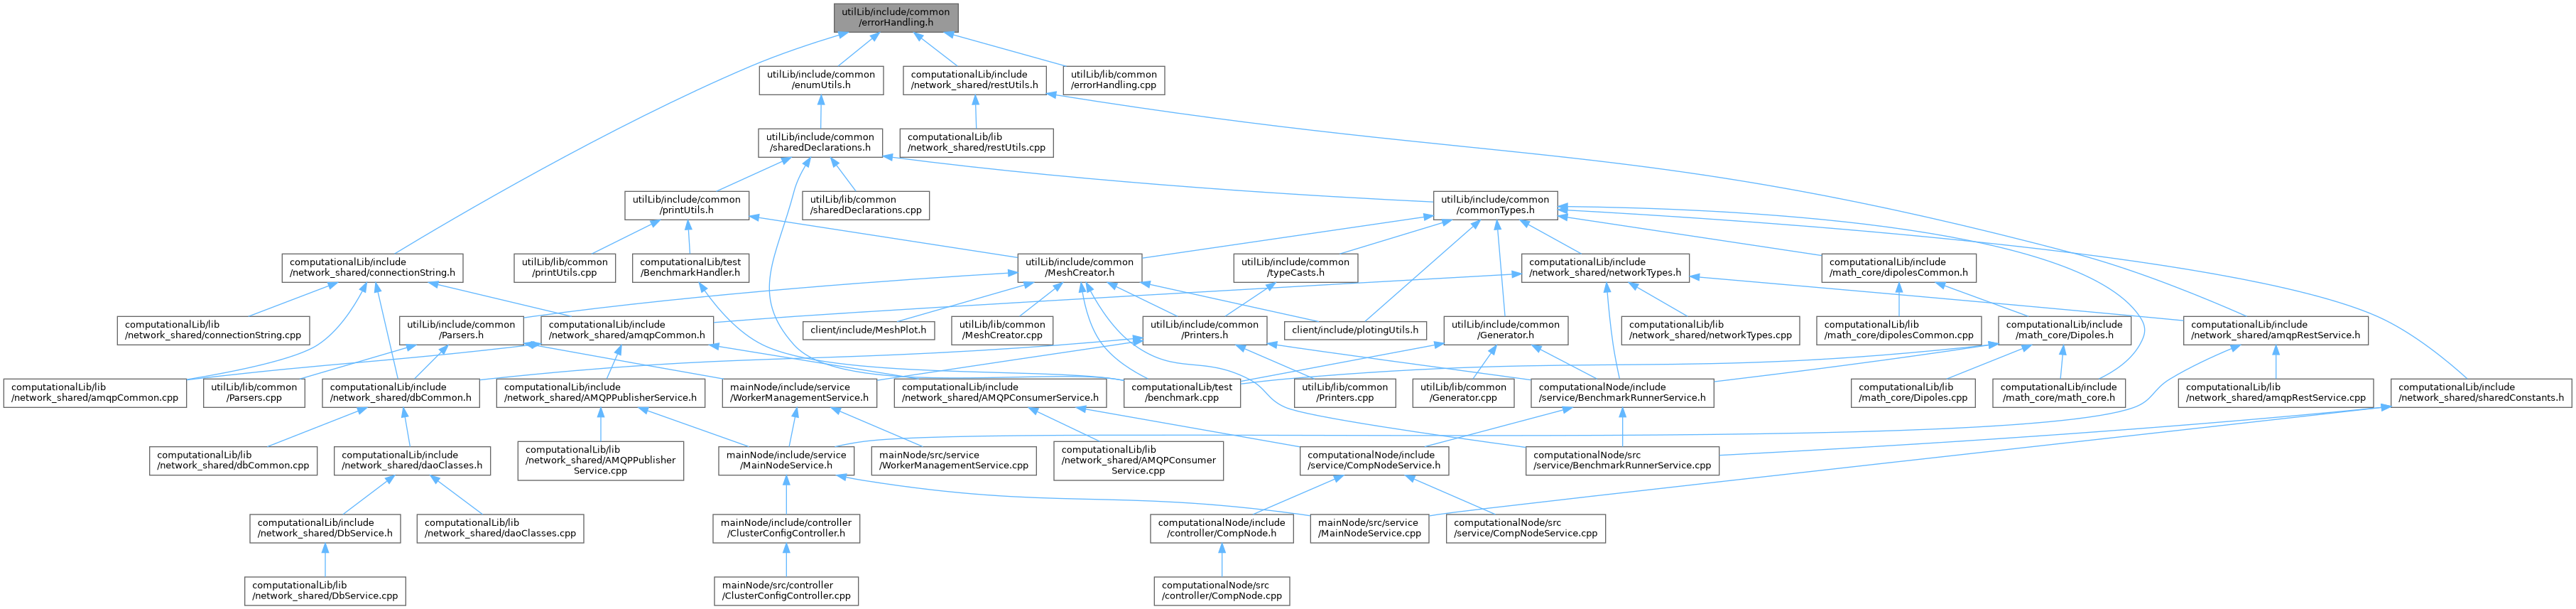 utilLib/include/common
/errorHandling.h
utilLib/include/common
/enumUtils.h
computationalLib/include
/network_shared/restUtils.h
utilLib/lib/common
/errorHandling.cpp
utilLib/include/common
/sharedDeclarations.h
computationalLib/lib
/network_shared/restUtils.cpp
utilLib/include/common
/printUtils.h
utilLib/lib/common
/sharedDeclarations.cpp
utilLib/include/common
/commonTypes.h
computationalLib/include
/network_shared/connectionString.h
utilLib/lib/common
/printUtils.cpp
computationalLib/test
/BenchmarkHandler.h
utilLib/include/common
/MeshCreator.h
utilLib/include/common
/typeCasts.h
computationalLib/include
/network_shared/networkTypes.h
computationalLib/include
/math_core/dipolesCommon.h
computationalLib/lib
/network_shared/connectionString.cpp
utilLib/include/common
/Parsers.h
computationalLib/include
/network_shared/amqpCommon.h
client/include/MeshPlot.h
utilLib/lib/common
/MeshCreator.cpp
utilLib/include/common
/Printers.h
client/include/plotingUtils.h
utilLib/include/common
/Generator.h
computationalLib/lib
/network_shared/networkTypes.cpp
computationalLib/lib
/math_core/dipolesCommon.cpp
computationalLib/include
/math_core/Dipoles.h
computationalLib/include
/network_shared/amqpRestService.h
computationalLib/lib
/network_shared/amqpCommon.cpp
utilLib/lib/common
/Parsers.cpp
computationalLib/include
/network_shared/dbCommon.h
computationalLib/include
/network_shared/AMQPPublisherService.h
mainNode/include/service
/WorkerManagementService.h
computationalLib/include
/network_shared/AMQPConsumerService.h
computationalLib/test
/benchmark.cpp
utilLib/lib/common
/Printers.cpp
utilLib/lib/common
/Generator.cpp
computationalNode/include
/service/BenchmarkRunnerService.h
computationalLib/lib
/math_core/Dipoles.cpp
computationalLib/include
/math_core/math_core.h
computationalLib/lib
/network_shared/amqpRestService.cpp
computationalLib/include
/network_shared/sharedConstants.h
computationalLib/lib
/network_shared/dbCommon.cpp
computationalLib/include
/network_shared/daoClasses.h
computationalLib/lib
/network_shared/AMQPPublisher
Service.cpp
mainNode/include/service
/MainNodeService.h
mainNode/src/service
/WorkerManagementService.cpp
computationalLib/lib
/network_shared/AMQPConsumer
Service.cpp
computationalNode/include
/service/CompNodeService.h
computationalNode/src
/service/BenchmarkRunnerService.cpp
computationalLib/include
/network_shared/DbService.h
computationalLib/lib
/network_shared/daoClasses.cpp
mainNode/include/controller
/ClusterConfigController.h
computationalNode/include
/controller/CompNode.h
mainNode/src/service
/MainNodeService.cpp
computationalNode/src
/service/CompNodeService.cpp
computationalLib/lib
/network_shared/DbService.cpp
mainNode/src/controller
/ClusterConfigController.cpp
computationalNode/src
/controller/CompNode.cpp